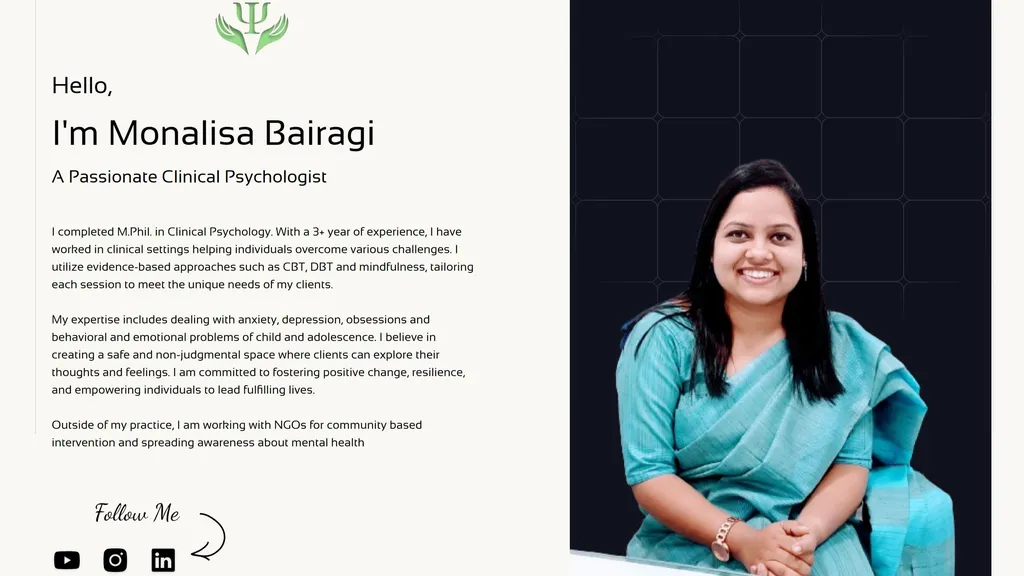 Hello,
I'm Monalisa Bairagi
A Passionate Clinical Psychologist
I completed M.Phil. in Clinical Psychology. With a 3+ year of experience, I have
worked in clinical settings helping individuals overcome various challenges. I
utilize evidence-based approaches such as CBT, DBT and mindfulness, tailoring
each session to meet the unique needs of my clients.
My expertise includes dealing with anxiety, depression, obsessions and
behavioral and emotional problems of child and adolescence. I believe in
creating a safe and non-judgmental space where clients can explore their
thoughts and feelings. I am committed to fostering positive change, resilience,
and empowering individuals to lead fulfilling lives.
Outside of my practice, I am working with NGOs for community based
intervention and spreading awareness about mental health
Follow Me